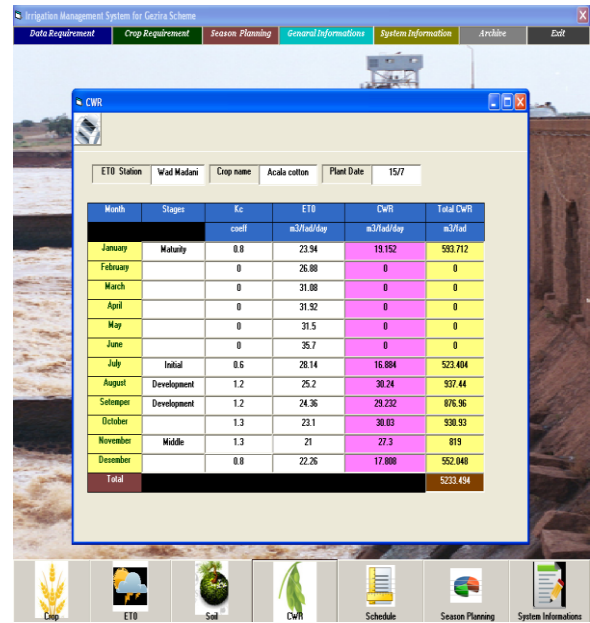 Irrigation Management System for Gezira Scheme
Data Requirement Crop Requirement Season Planning Genaral Informations System Information Archive Exit
CWR
ET0 Station Wad Madani Crop name Acala cotton Plant Date 15/7
Month Stages Kc ET0 CWR Total CWR
coeff m3/fad/day m3/fad/day m3/fad
January Maturity 0.8 23.94 19.152 593.712
February 0 26.88 0 0
March 0 31.08 0 0
April 0 31.92 0 0
May 0 31.5 0 0
June 0 35.7 0 0
July Initial 0.6 28.14 16.884 523.404
August Development 1.2 25.2 30.24 937.44
Setemper Development 1.2 24.36 29.232 876.96
October 1.3 23.1 30.03 930.93
November Middle 1.3 21 27.3 819
Desember 0.8 22.26 17.808 552.048
Total 5233.494
Crop ET0 Soil CWR Schedule Season Planning System Informations